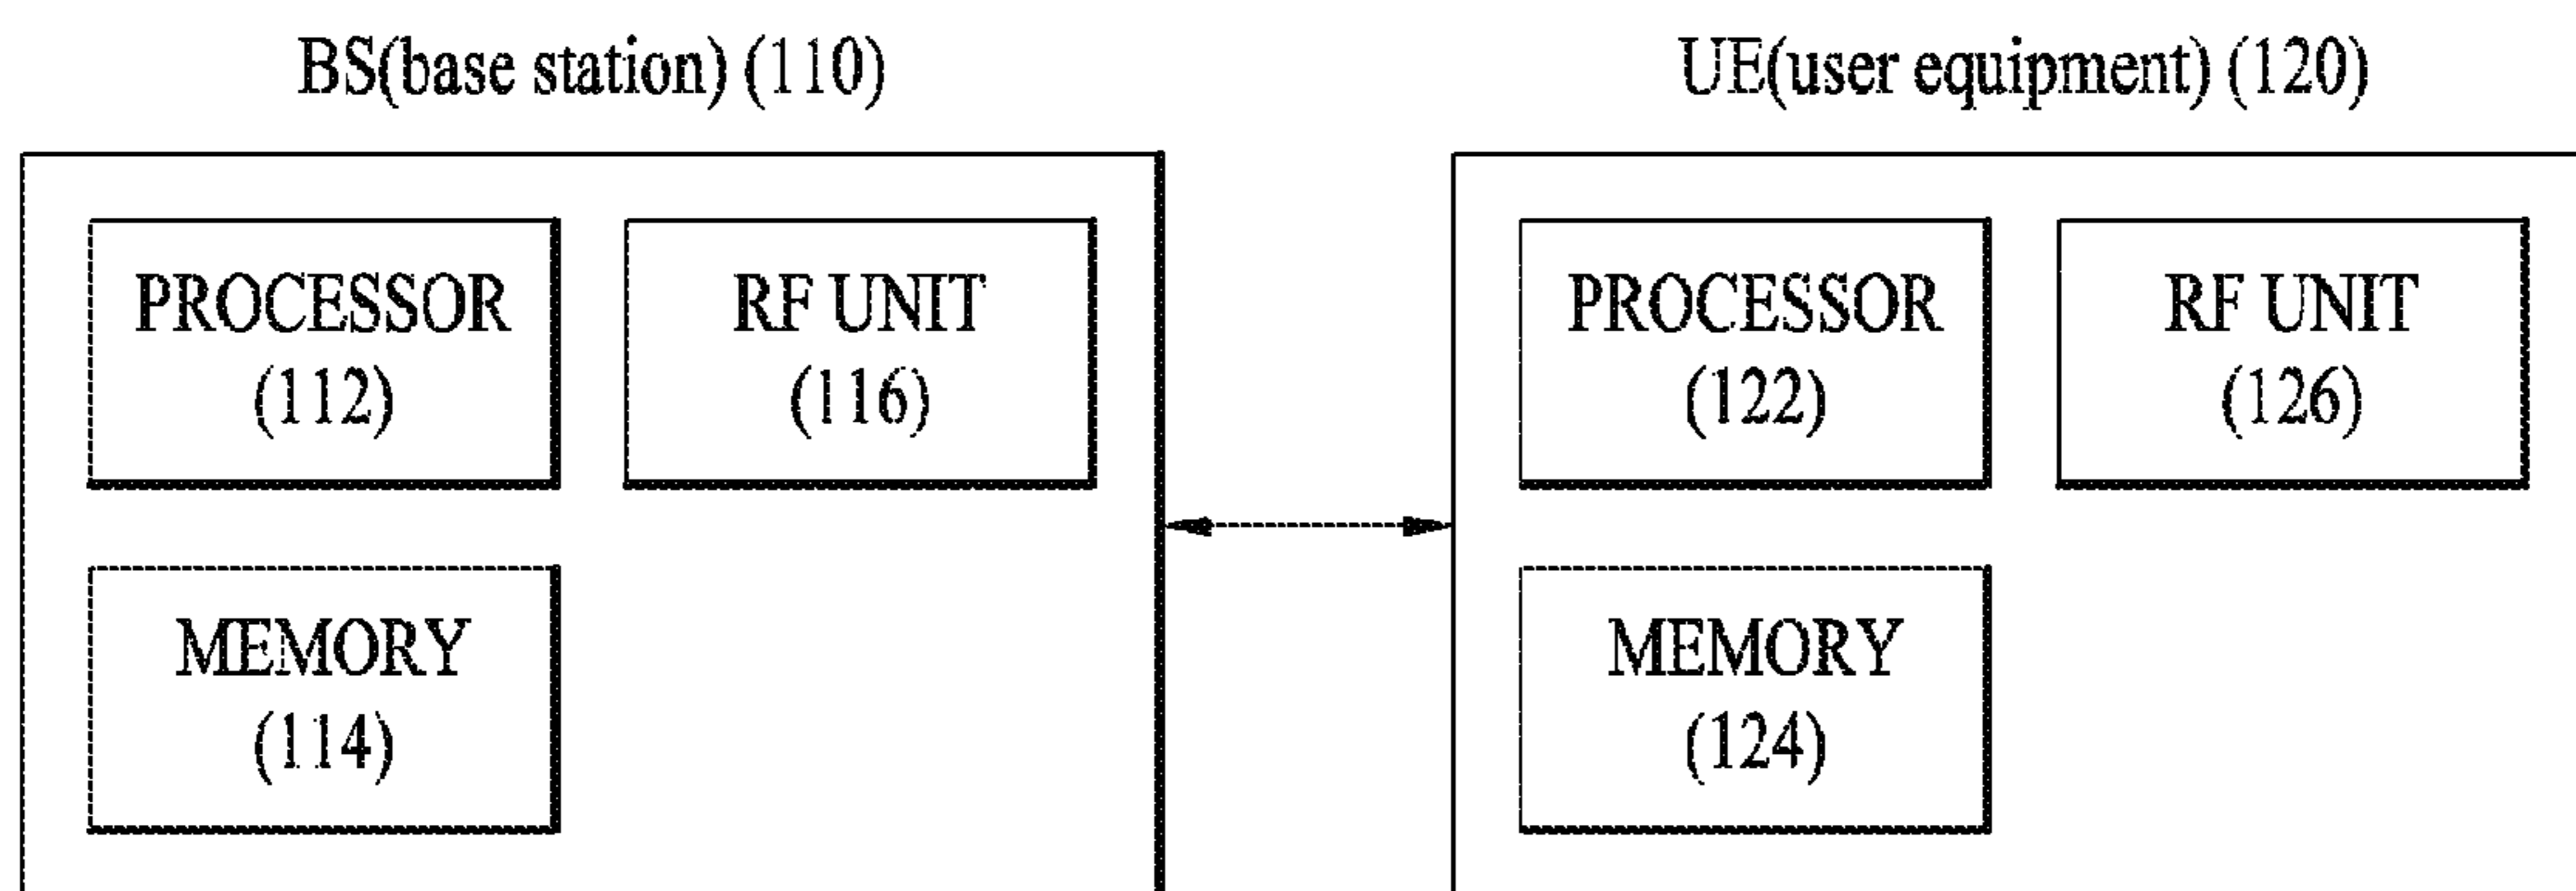 BS(base station) (110)
UE(user equipment) (120)
PROCESSOR
(112)
RF UNIT
(116)
MEMORY
(114)
PROCESSOR
(122)
RF UNIT
(126)
MEMORY
(124)